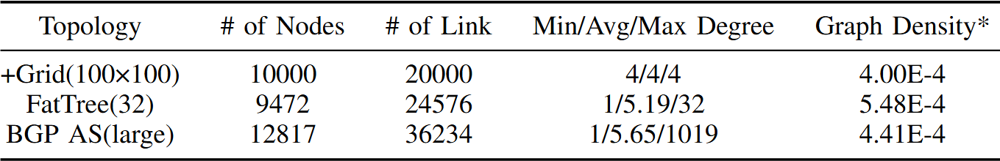 Topology # of Nodes # of Link Min/Avg/Max Degree Graph Density*
+Grid(100×100) 10000 20000 4/4/4 4.00E-4
FatTree(32) 9472 24576 1/5.19/32 5.48E-4
BGP AS(large) 12817 36234 1/5.65/1019 4.41E-4